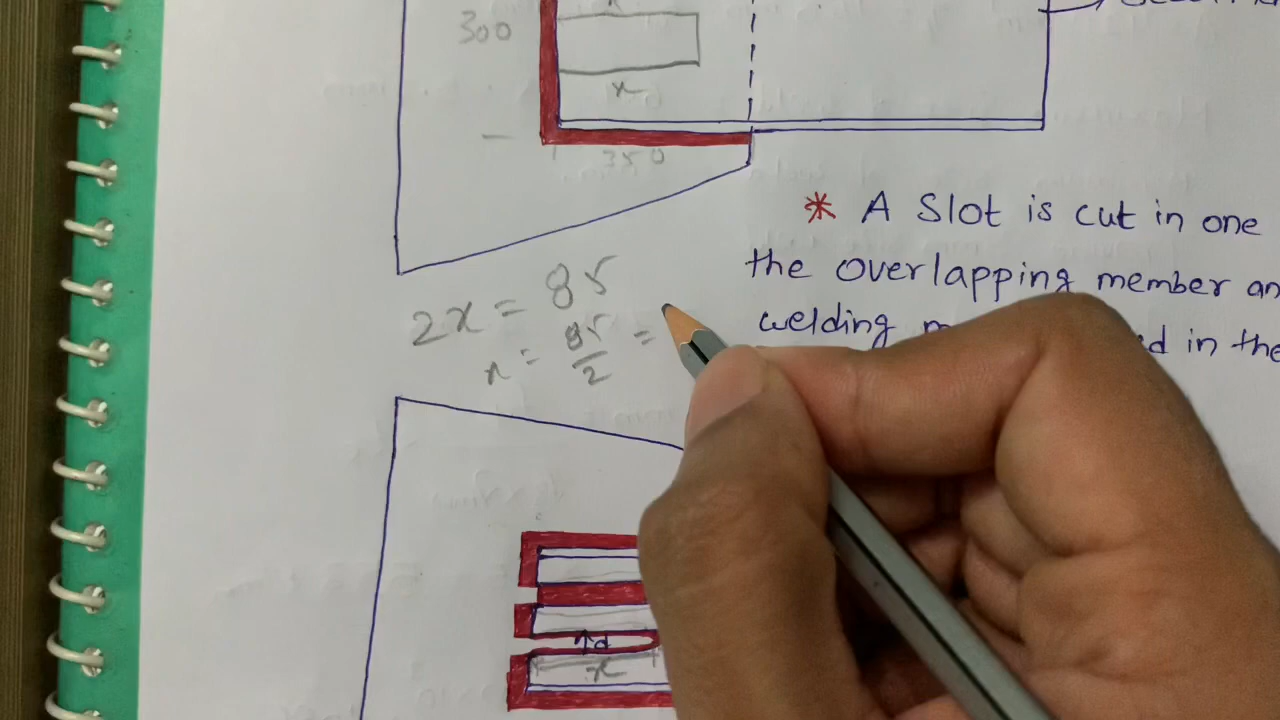 300
x
350
* A Slot is cut in one
the overlapping member an
2x = 85
welding
x = 85/2 =
d in the
d
x